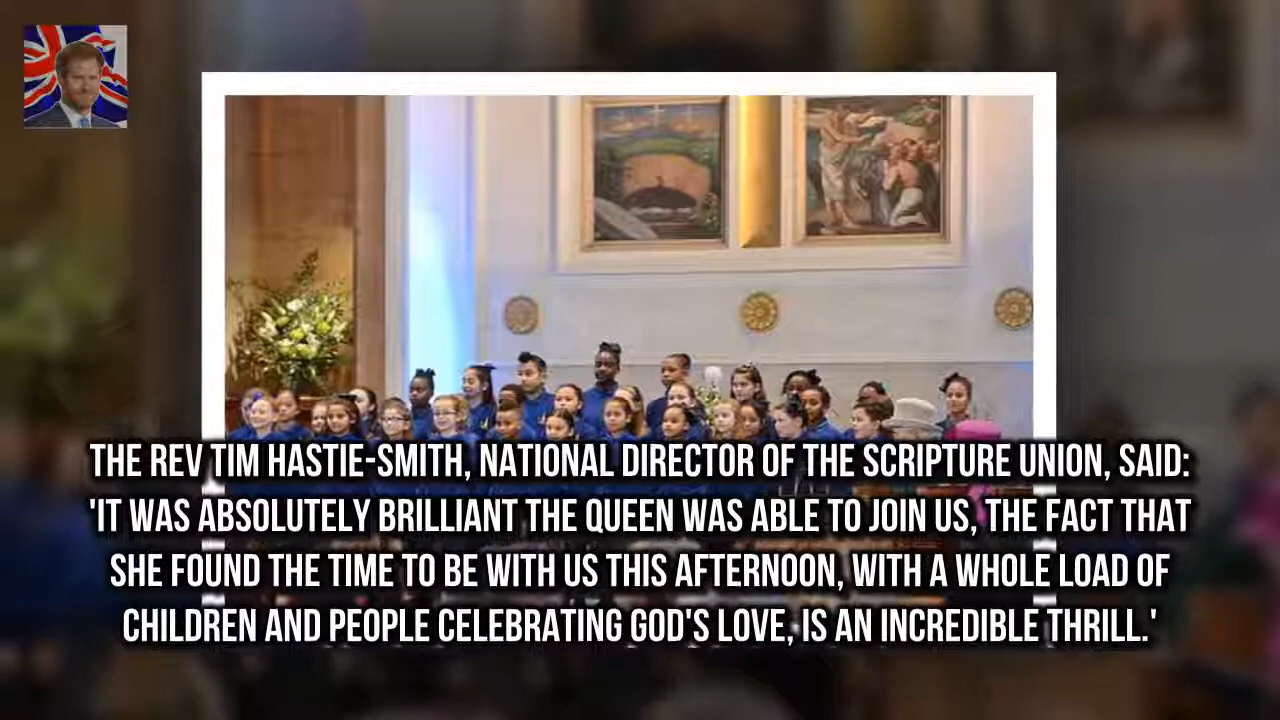 THE REV TIM HASTIE-SMITH, NATIONAL DIRECTOR OF THE SCRIPTURE UNION, SAID:
'IT WAS ABSOLUTELY BRILLIANT THE QUEEN WAS ABLE TO JOIN US, THE FACT THAT
SHE FOUND THE TIME TO BE WITH US THIS AFTERNOON, WITH A WHOLE LOAD OF
CHILDREN AND PEOPLE CELEBRATING GOD'S LOVE, IS AN INCREDIBLE THRILL.'